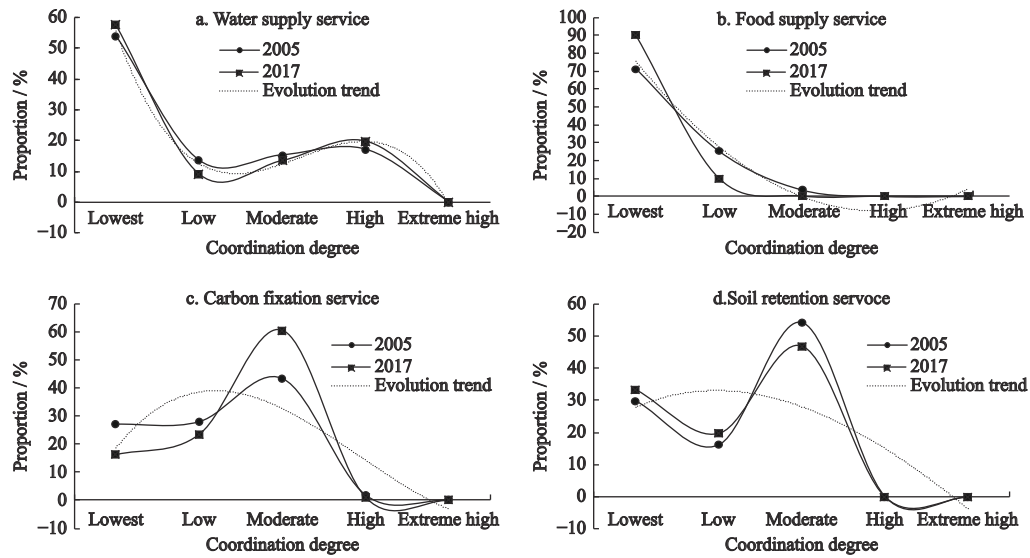 a. Water supply service
2005
2017
Evolution trend
Proportion / %
60
50
40
30
20
10
0
−10
Lowest Low Moderate High Extreme high
Coordination degree
b. Food supply service
2005
2017
Evolution trend
Proportion / %
100
90
80
70
60
50
40
30
20
10
0
−10
−20
Lowest Low Moderate High Extreme high
Coordination degree
c. Carbon fixation service
2005
2017
Evolution trend
Proportion / %
70
60
50
40
30
20
10
0
−10
Lowest Low Moderate High Extreme high
Coordination degree
d.Soil retention servoce
2005
2017
Evolution trend
Proportion / %
60
50
40
30
20
10
0
−10
Lowest Low Moderate High Extreme high
Coordination degree